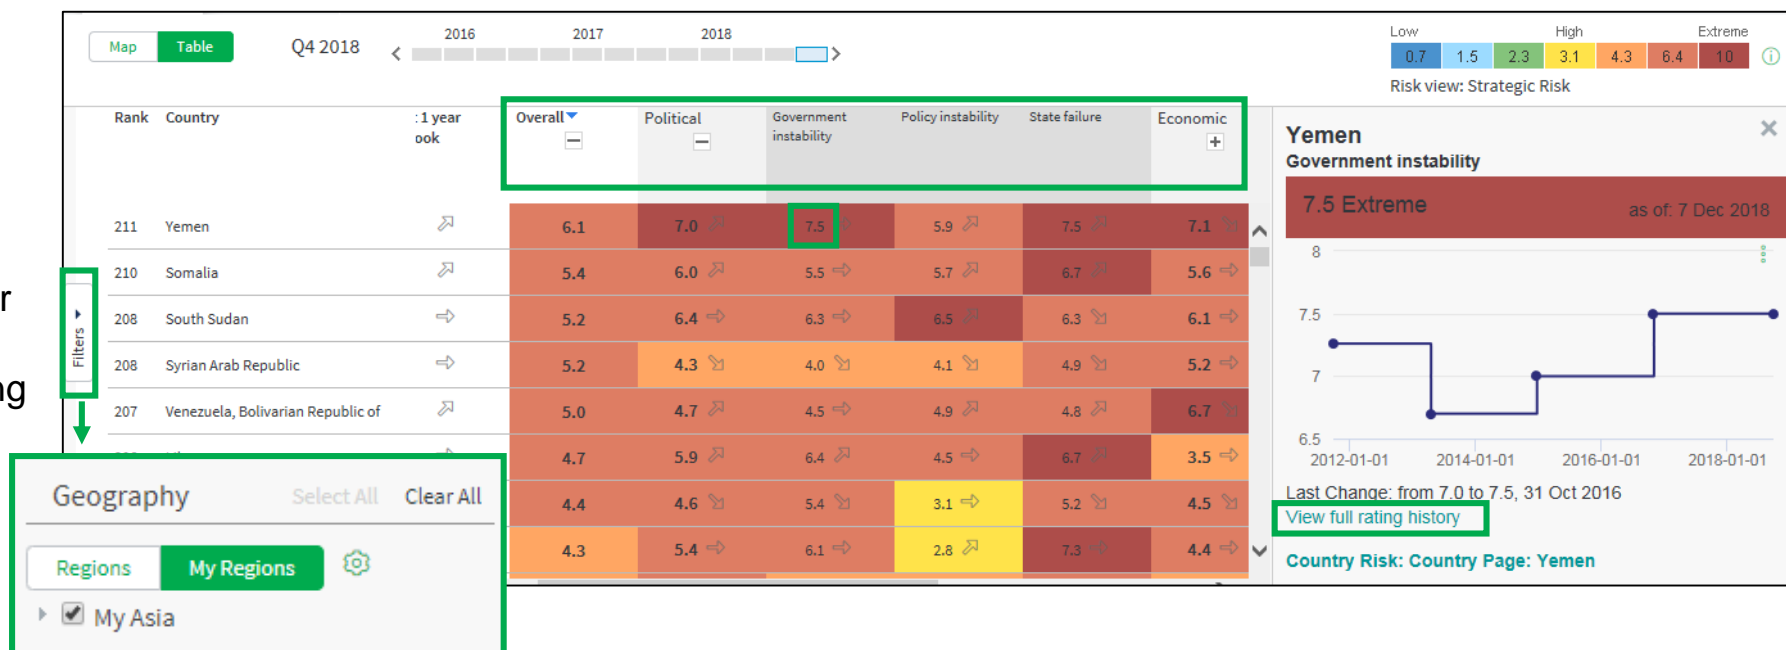 Map Table Q4 2018 2016 2017 2018
Low High Extreme
0.7 1.5 2.3 3.1 4.3 6.4 10
Risk view: Strategic Risk
Rank Country : 1 year Overall Political Government Policy instability State failure Economic
ook instability
211 Yemen 6.1 7.0 7.5 5.9 7.5 7.1
210 Somalia 5.4 6.0 5.5 5.7 6.7 5.6
208 South Sudan 5.2 6.4 6.3 6.5 6.3 6.1
208 Syrian Arab Republic 5.2 4.3 4.0 4.1 4.9 5.2
207 Venezuela, Bolivarian Republic of 5.0 4.7 4.5 4.9 4.8 6.7
4.7 5.9 6.4 4.5 6.7 3.5
4.4 4.6 5.4 3.1 5.2 4.5
4.3 5.4 6.1 2.8 7.3 4.4
r
ng
Filters
Geography Select All Clear All
Regions My Regions
My Asia
Yemen
Government instability
7.5 Extreme as of: 7 Dec 2018
8
7.5
7
6.5
2012-01-01 2014-01-01 2016-01-01 2018-01-01
Last Change: from 7.0 to 7.5, 31 Oct 2016
View full rating history
Country Risk: Country Page: Yemen